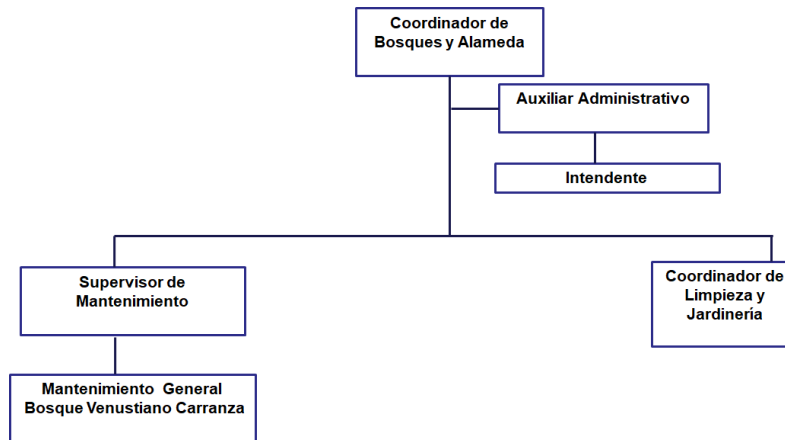 Coordinador de
Bosques y Alameda
Auxiliar Administrativo
Intendente
Supervisor de
Mantenimiento
Coordinador de
Limpieza y
Jardinería
Mantenimiento General
Bosque Venustiano Carranza